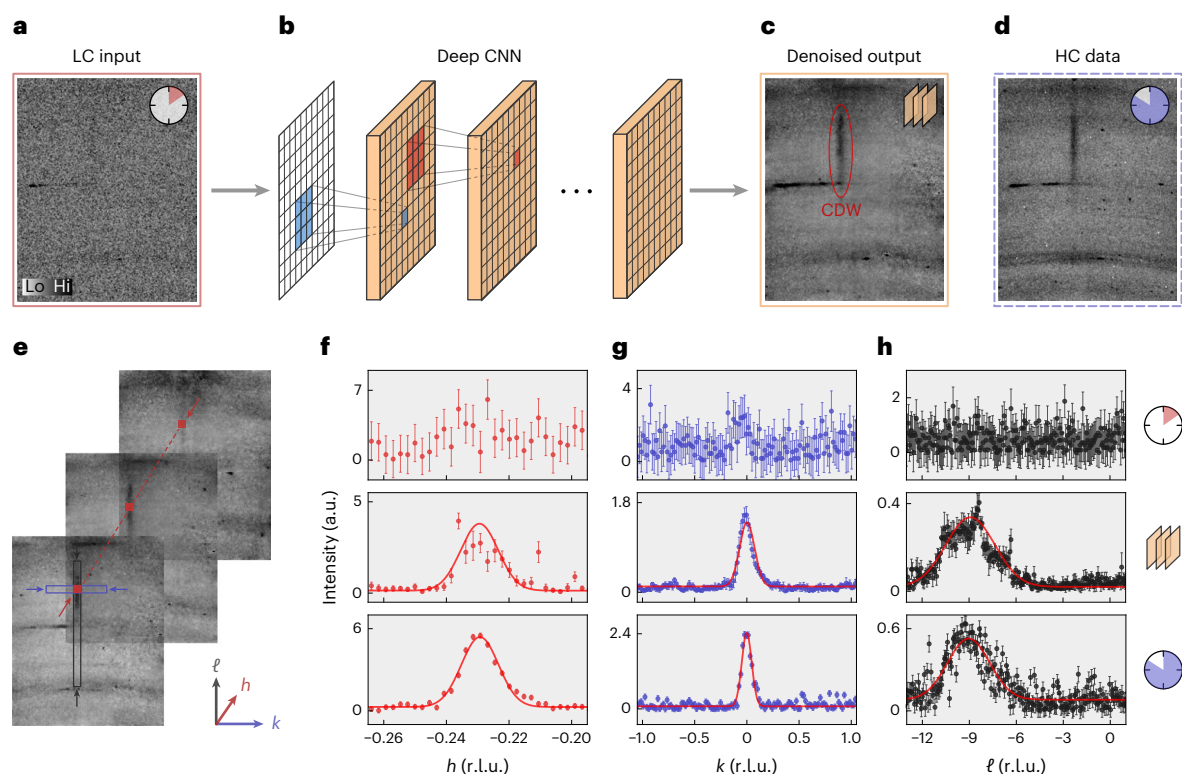 a
LC input
Lo Hi
b
Deep CNN
...
c
Denoised output
CDW
d
HC data
e
ℓ
h
k
f
g
h
Intensity (a.u.)
7
0
5
0
6
0
−0.26 −0.24 −0.22 −0.20
h (r.l.u.)
4
0
1.8
0
2.4
0
−1.0 −0.5 0 0.5 1.0
k (r.l.u.)
2
0
0.4
0
0.6
0
−12 −9 −6 −3 0
ℓ (r.l.u.)